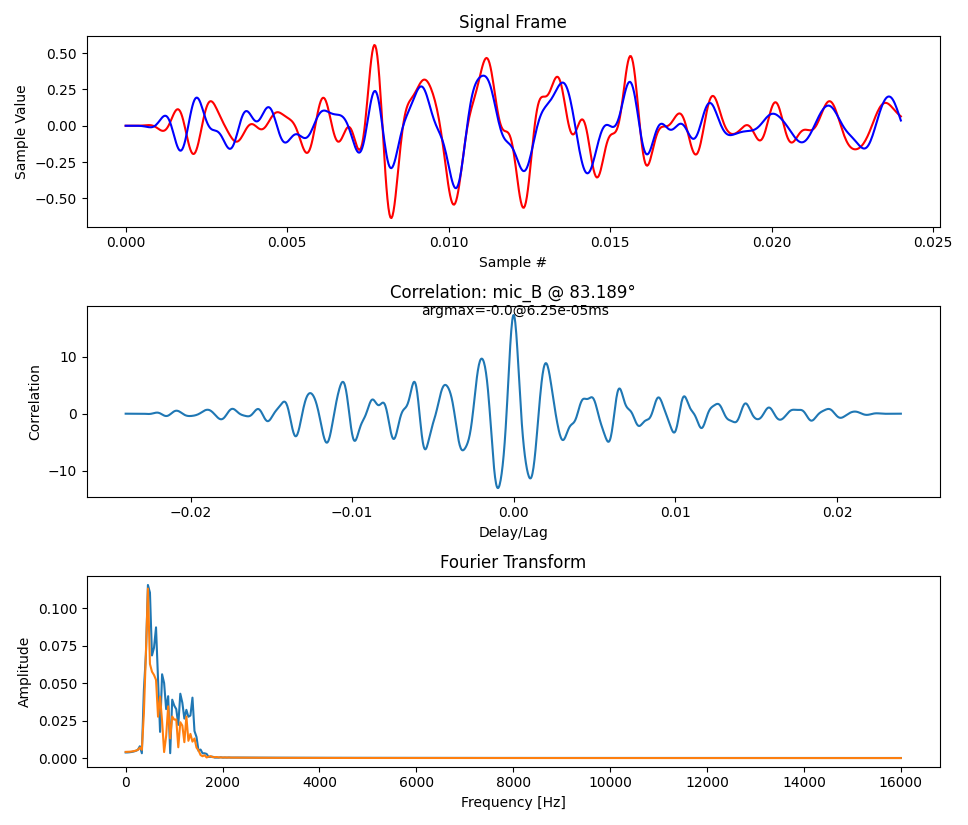 Signal Frame
Sample Value
0.50
0.25
0.00
−0.25
−0.50
0.000 0.005 0.010 0.015 0.020 0.025
Sample #
Correlation: mic_B @ 83.189°
argmax=-0.0@6.25e-05ms
Correlation
10
0
−10
−0.02 −0.01 0.00 0.01 0.02
Delay/Lag
Fourier Transform
Amplitude
0.100
0.075
0.050
0.025
0.000
0 2000 4000 6000 8000 10000 12000 14000 16000
Frequency [Hz]